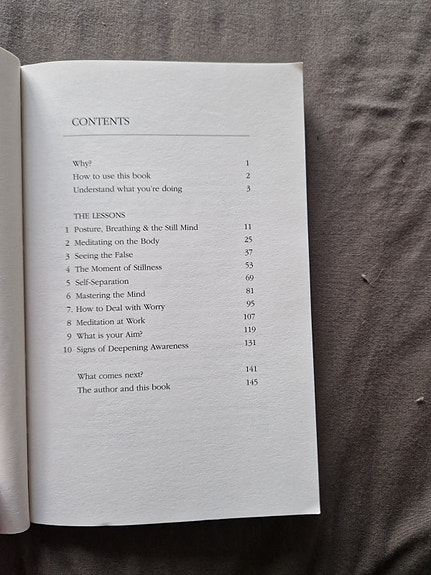 CONTENTS
Why? 1
How to use this book 2
Understand what you're doing 3
THE LESSONS
1 Posture, Breathing & the Still Mind 11
2 Meditating on the Body 25
3 Seeing the False 37
4 The Moment of Stillness 53
5 Self-Separation 69
6 Mastering the Mind 81
7 How to Deal with Worry 95
8 Meditation at Work 107
9 What is your Aim? 119
10 Signs of Deepening Awareness 131
What comes next? 141
The author and this book 145